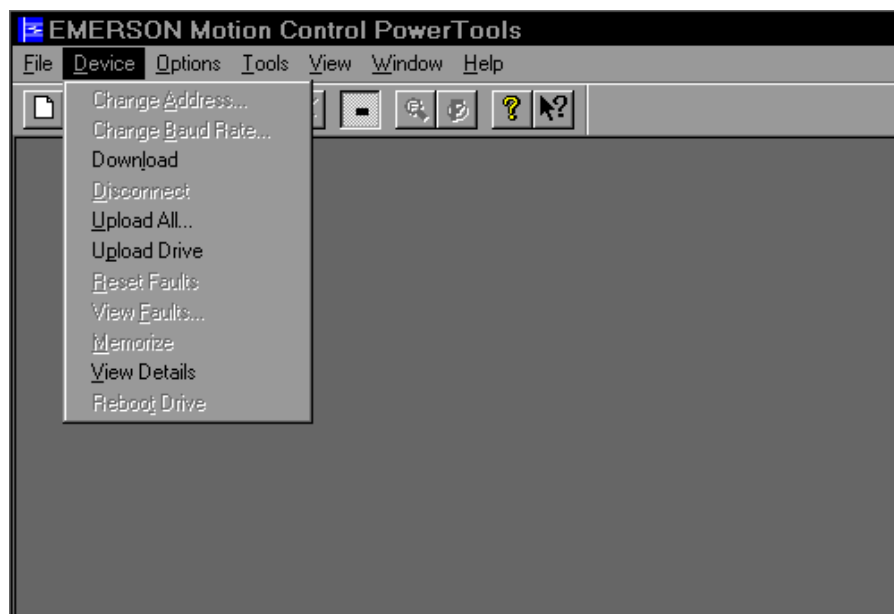 EMERSON Motion Control PowerTools
File Device Options Tools View Window Help
Change Address...
Change Baud Rate...
Download
Disconnect
Upload All...
Upload Drive
Reset Faults
View Faults...
Memorize
View Details
Reboot Drive